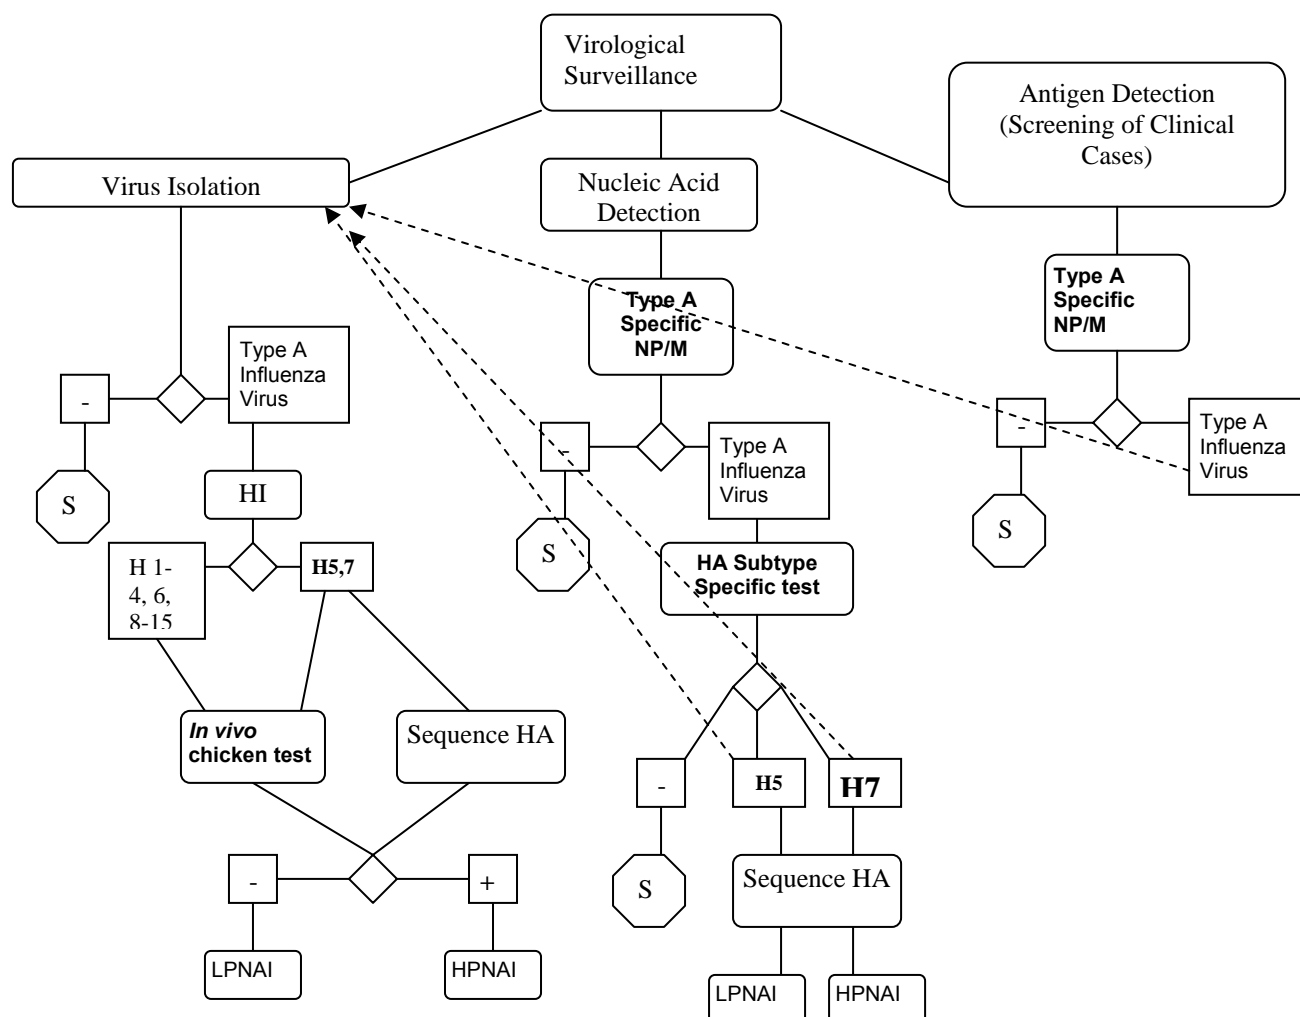 Virological
Surveillance
Antigen Detection
(Screening of Clinical
Cases)
Virus Isolation
Nucleic Acid
Detection
Type A
Specific
NP/M
Type A
Specific
NP/M
Type A
Influenza
Virus
-
-
Type A
Influenza
Virus
-
Type A
Influenza
Virus
S
HI
S
S
H 1-
4, 6,
8-15
H5,7
HA Subtype
Specific test
In vivo
chicken test
Sequence HA
-
H5
H7
-
+
S
Sequence HA
LPNAI
HPNAI
LPNAI
HPNAI